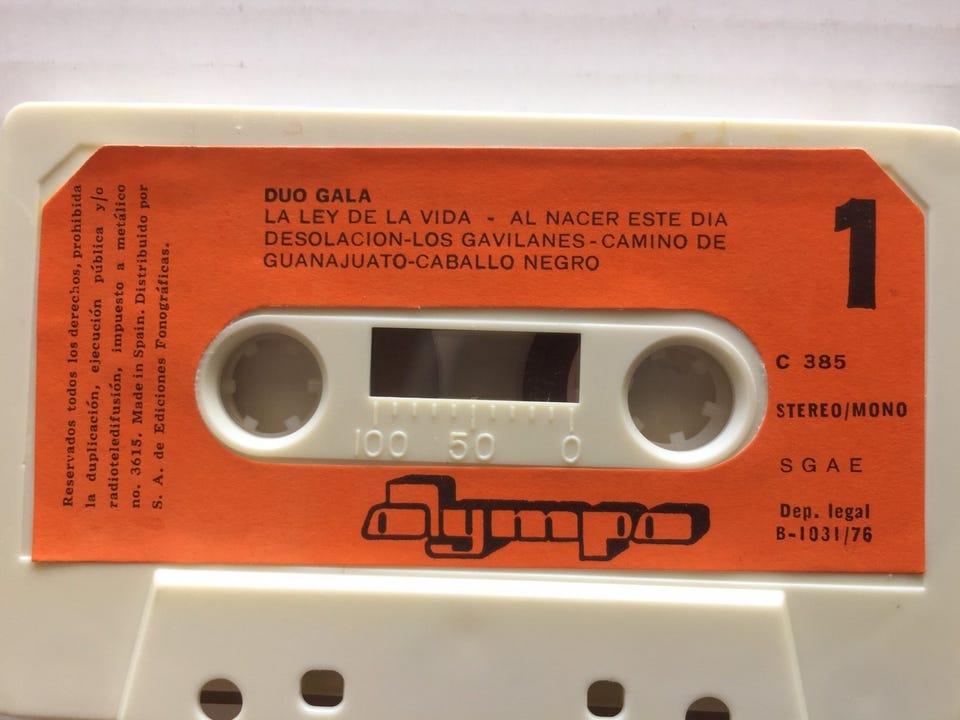 Reservados todos los derechos, prohibida
la duplicación, ejecución pública y/o
radioteledifusión, impuesto a metálico
no. 3615. Made in Spain. Distribuido por
S. A. de Ediciones Fonográficas.
DUO GALA
LA LEY DE LA VIDA - AL NACER ESTE DIA
DESOLACION-LOS GAVILANES-CAMINO DE
GUANAJUATO-CABALLO NEGRO
1
C 385
STEREO/MONO
SGAE
Dep. legal
B-1031/76
100 50 0
olympo